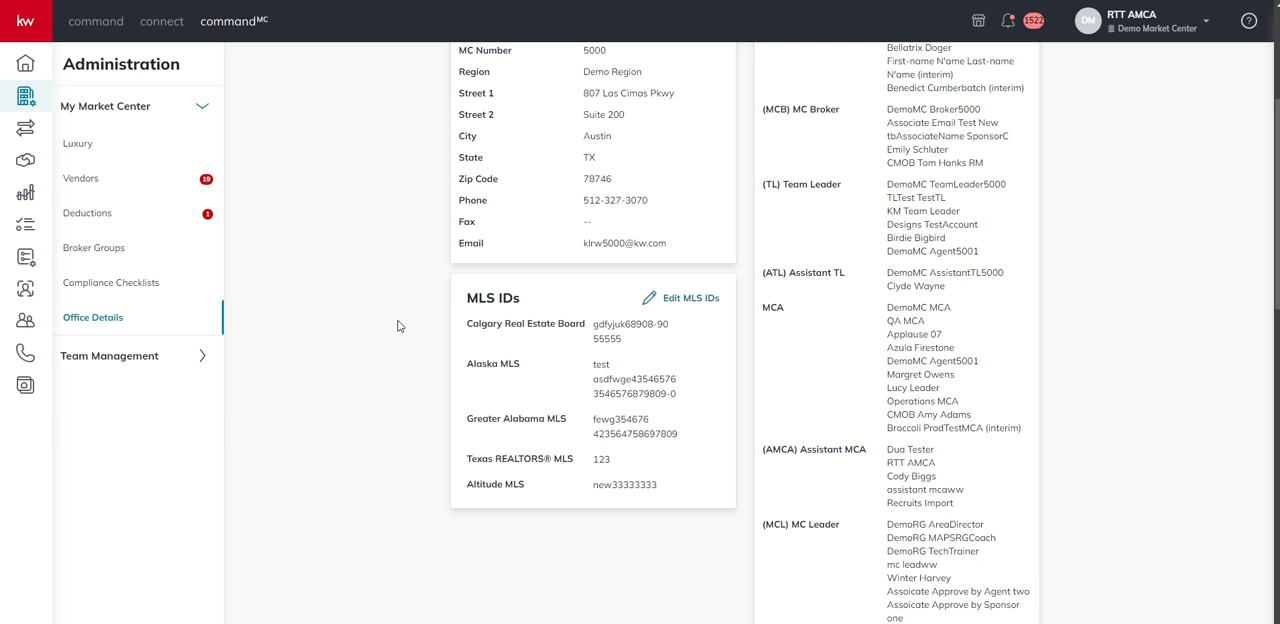 kw command connect commandMC 1522 DM RTT AMCA
Demo Market Center
Administration
My Market Center
Luxury
Vendors 19
Deductions 1
Broker Groups
Compliance Checklists
Office Details
Team Management
MC Number 5000
Region Demo Region
Street 1 807 Las Cimas Pkwy
Street 2 Suite 200
City Austin
State TX
Zip Code 78746
Phone 512-327-3070
Fax --
Email klrw5000@kw.com
MLS IDs Edit MLS IDs
Calgary Real Estate Board gdfyjuk68908-90
55555
Alaska MLS test
asdfwge43546576
3546576879809-0
Greater Alabama MLS fewg354676
423564758697809
Texas REALTORS® MLS 123
Altitude MLS new33333333
Bellatrix Doger
First-name N'ame Last-name
N'ame (interim)
Benedict Cumberbatch (interim)
(MCB) MC Broker DemoMC Broker5000
Associate Email Test New
tbAssociateName SponsorC
Emily Schluter
CMOB Tom Hanks RM
(TL) Team Leader DemoMC TeamLeader5000
TLTest TestTL
KM Team Leader
Designs TestAccount
Birdie Bigbird
DemoMC Agent5001
(ATL) Assistant TL DemoMC AssistantTL5000
Clyde Wayne
MCA DemoMC MCA
QA MCA
Applause 07
Azula Firestone
DemoMC Agent5001
Margret Owens
Lucy Leader
Operations MCA
CMOB Amy Adams
Broccoli ProdTestMCA (interim)
(AMCA) Assistant MCA Dua Tester
RTT AMCA
Cody Biggs
assistant mcaww
Recruits Import
(MCL) MC Leader DemoRG AreaDirector
DemoRG MAPSRGCoach
DemoRG TechTrainer
mc leadww
Winter Harvey
Assoicate Approve by Agent two
Assoicate Approve by Sponsor
one